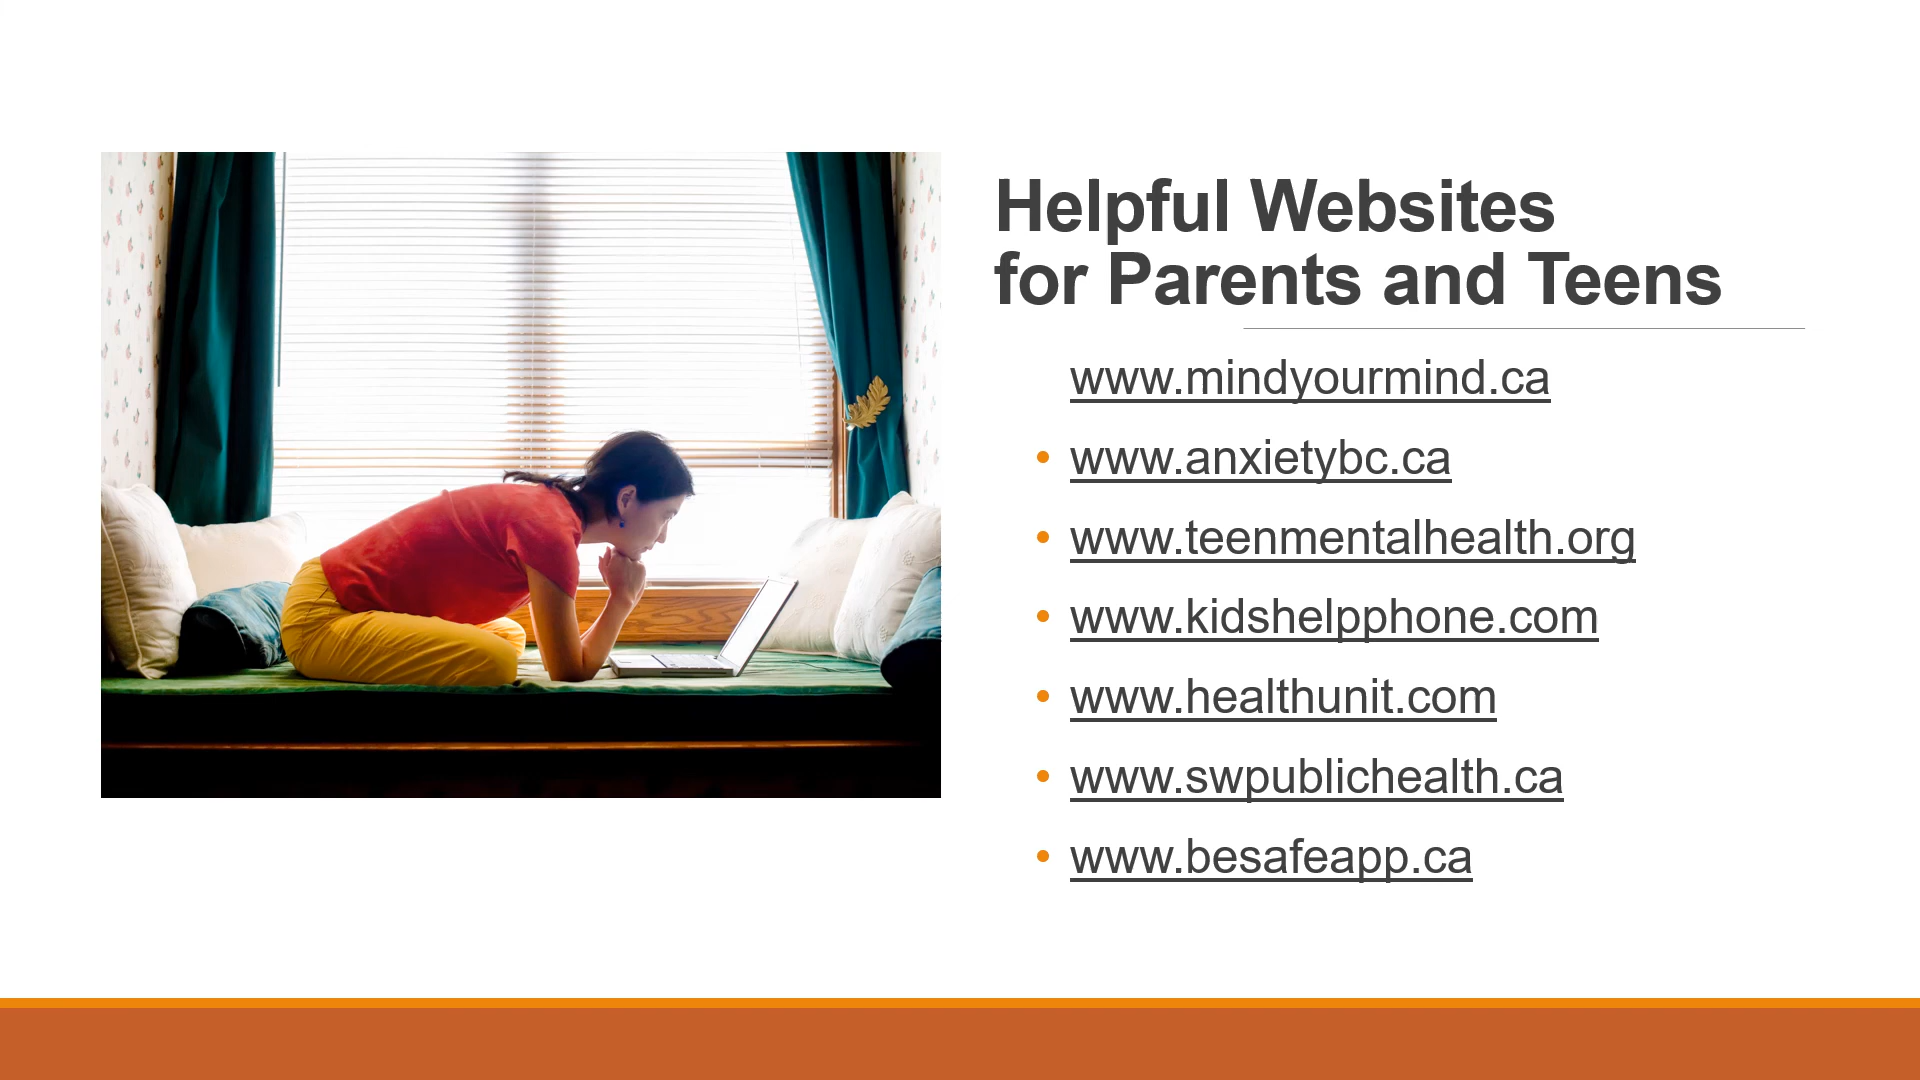 Helpful Websites
for Parents and Teens
www.mindyourmind.ca
• www.anxietybc.ca
• www.teenmentalhealth.org
• www.kidshelpphone.com
• www.healthunit.com
• www.swpublichealth.ca
• www.besafeapp.ca